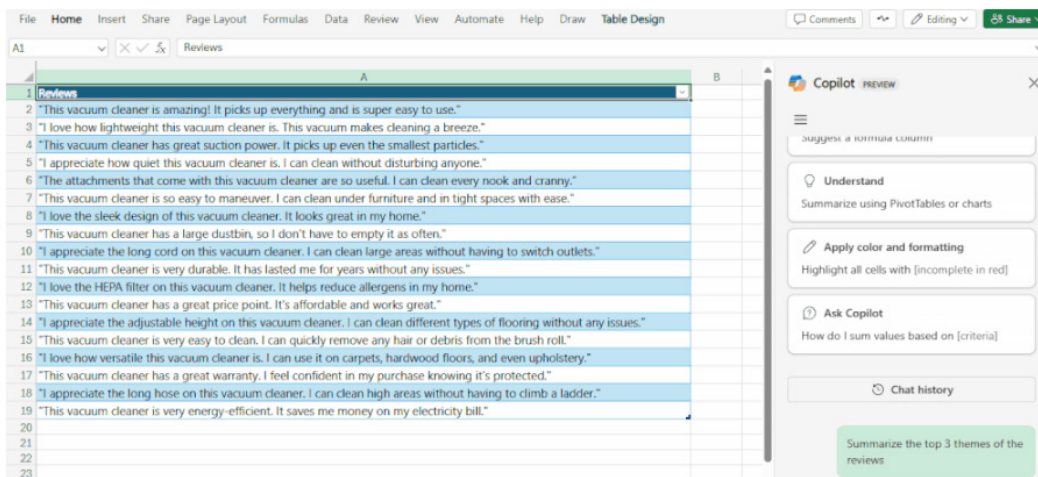 File Home Insert Share Page Layout Formulas Data Review View Automate Help Draw Table Design Comments Editing Share
A1 fx Reviews
A B
1 Reviews
2 "This vacuum cleaner is amazing! It picks up everything and is super easy to use."
3 "I love how lightweight this vacuum cleaner is. This vacuum makes cleaning a breeze."
4 "This vacuum cleaner has great suction power. It picks up even the smallest particles."
5 "I appreciate how quiet this vacuum cleaner is. I can clean without disturbing anyone."
6 "The attachments that come with this vacuum cleaner are so useful. I can clean every nook and cranny."
7 "This vacuum cleaner is so easy to maneuver. I can clean under furniture and in tight spaces with ease."
8 "I love the sleek design of this vacuum cleaner. It looks great in my home."
9 "This vacuum cleaner has a large dustbin, so I don't have to empty it as often."
10 "I appreciate the long cord on this vacuum cleaner. I can clean large areas without having to switch outlets."
11 "This vacuum cleaner is very durable. It has lasted me for years without any issues."
12 "I love the HEPA filter on this vacuum cleaner. It helps reduce allergens in my home."
13 "This vacuum cleaner has a great price point. It's affordable and works great."
14 "I appreciate the adjustable height on this vacuum cleaner. I can clean different types of flooring without any issues."
15 "This vacuum cleaner is very easy to clean. I can quickly remove any hair or debris from the brush roll."
16 "I love how versatile this vacuum cleaner is. I can use it on carpets, hardwood floors, and even upholstery."
17 "This vacuum cleaner has a great warranty. I feel confident in my purchase knowing it's protected."
18 "I appreciate the long hose on this vacuum cleaner. I can clean high areas without having to climb a ladder."
19 "This vacuum cleaner is very energy-efficient. It saves me money on my electricity bill."
20
21
22
23
Copilot PREVIEW
Suggest a formula column
Understand
Summarize using PivotTables or charts
Apply color and formatting
Highlight all cells with [incomplete in red]
Ask Copilot
How do I sum values based on [criteria]
Chat history
Summarize the top 3 themes of the
reviews